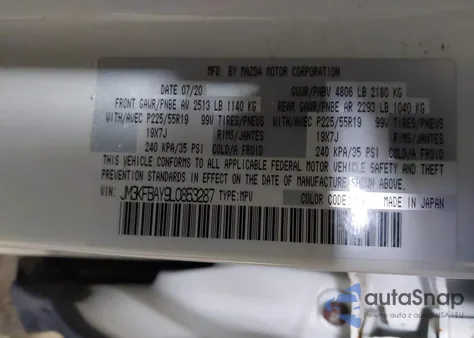 MFD. BY MAZDA MOTOR CORPORATION
DATE 07/20 GVWR/PNBV 4806 LB 2180 KG
FRONT GAWR/PNBE AV 2513 LB 1140 KG REAR GAWR/PNBE AR 2293 LB 1040 KG
WITH/AVEC P225/55R19 99V TIRES/PNEUS WITH/AVEC P225/55R19 99V TIRES/PNEUS
19X7J RIMS/JANTES 19X7J RIMS/JANTES
240 KPA/35 PSI COLD/A FROID 240 KPA/35 PSI COLD/A FROID
THIS VEHICLE CONFORMS TO ALL APPLICABLE FEDERAL MOTOR VEHICLE SAFETY AND THEFT
PREVENTION STANDARDS IN EFFECT ON THE DATE OF MANUFACTURE SHOWN ABOVE.
VIN: JM3KFBAY9L0853287 TYPE:MPV COLOR CODE: MADE IN JAPAN
autoSnap
Pewne auta z USA / EU